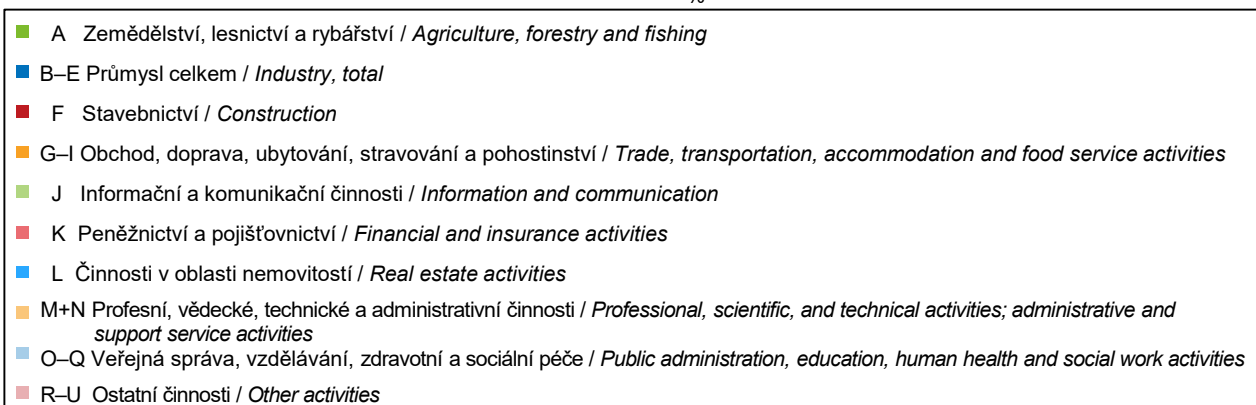 %
A Zemědělství, lesnictví a rybářství / Agriculture, forestry and fishing
B–E Průmysl celkem / Industry, total
F Stavebnictví / Construction
G–I Obchod, doprava, ubytování, stravování a pohostinství / Trade, transportation, accommodation and food service activities
J Informační a komunikační činnosti / Information and communication
K Peněžnictví a pojišťovnictví / Financial and insurance activities
L Činnosti v oblasti nemovitostí / Real estate activities
M+N Profesní, vědecké, technické a administrativní činnosti / Professional, scientific, and technical activities; administrative and
support service activities
O–Q Veřejná správa, vzdělávání, zdravotní a sociální péče / Public administration, education, human health and social work activities
R–U Ostatní činnosti / Other activities